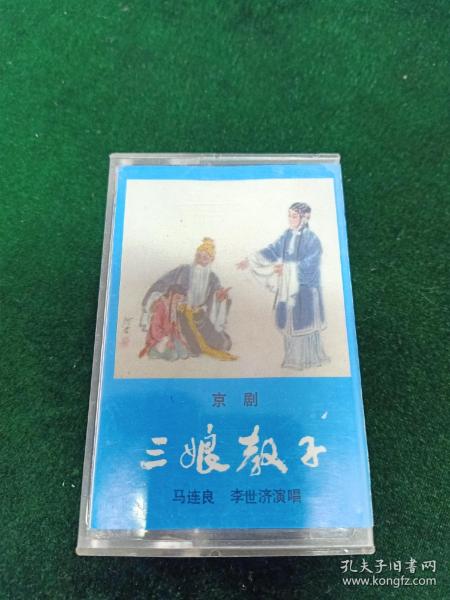 京剧
三娘教子
马连良 李世济演唱
孔夫子旧书网
www.kongfz.com